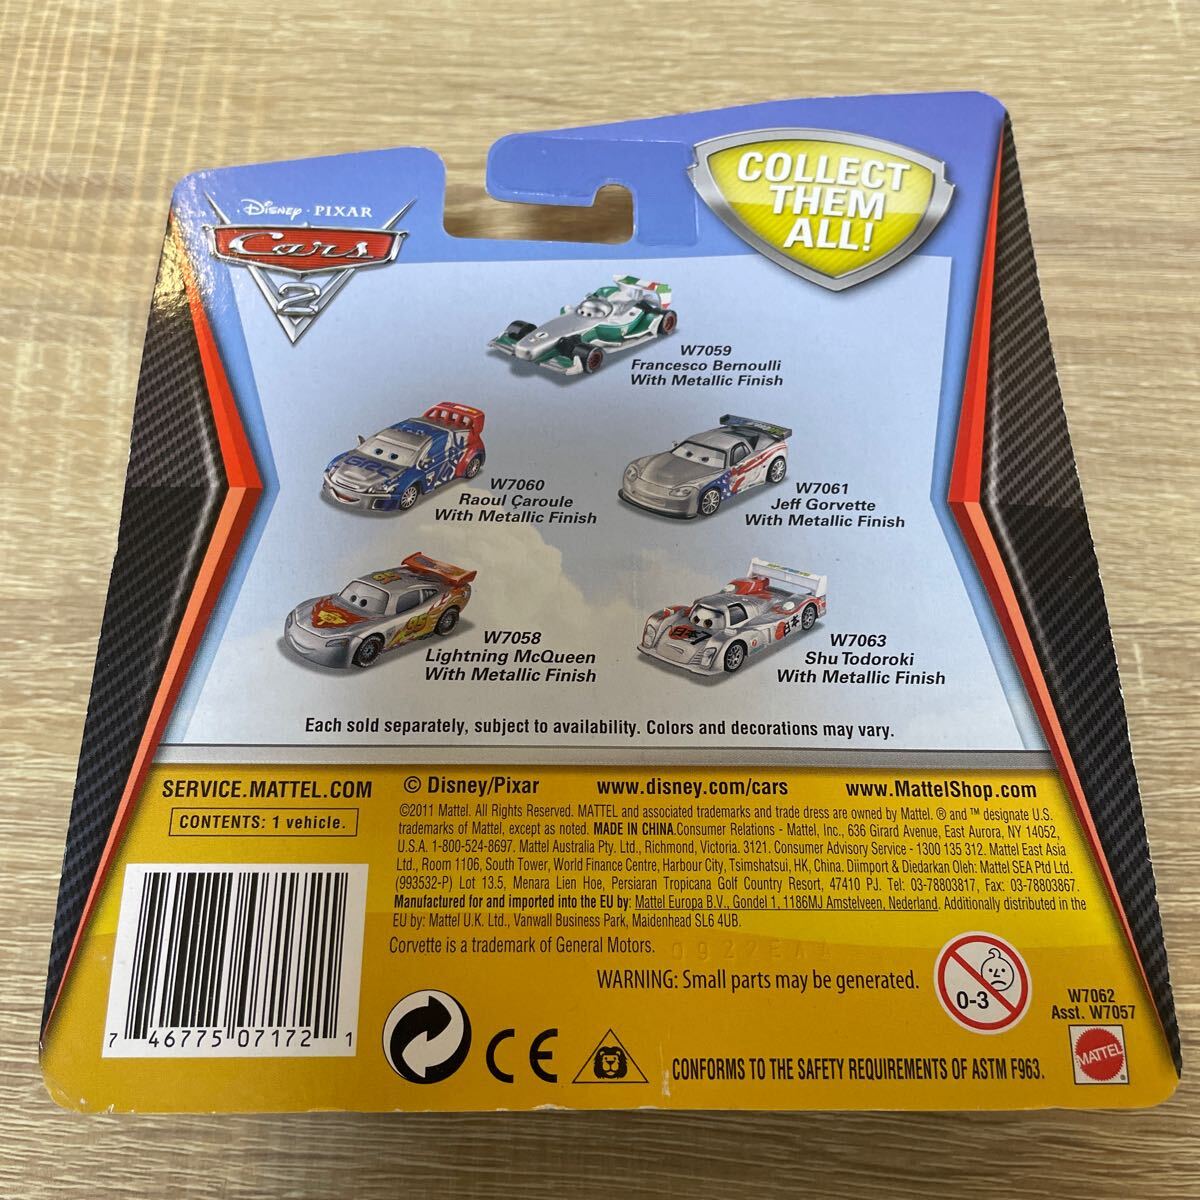 Disney · PIXAR
Cars
2
COLLECT
THEM
ALL!
W7059
Francesco Bernoulli
With Metallic Finish
W7060
Raoul Çaroule
With Metallic Finish
GRC
W7061
Jeff Gorvette
With Metallic Finish
95
W7058
Lightning McQueen
With Metallic Finish
日本
7
日本
W7063
Shu Todoroki
With Metallic Finish
Each sold separately, subject to availability. Colors and decorations may vary.
SERVICE.MATTEL.COM
© Disney/Pixar
www.disney.com/cars
www.MattelShop.com
CONTENTS: 1 vehicle.
©2011 Mattel. All Rights Reserved. MATTEL and associated trademarks and trade dress are owned by Mattel. ® and ™ designate U.S.
trademarks of Mattel, except as noted. MADE IN CHINA.Consumer Relations - Mattel, Inc., 636 Girard Avenue, East Aurora, NY 14052,
U.S.A. 1-800-524-8697. Mattel Australia Pty. Ltd., Richmond, Victoria. 3121. Consumer Advisory Service - 1300 135 312. Mattel East Asia
Ltd., Room 1106, South Tower, World Finance Centre, Harbour City, Tsimshatsui, HK, China. Diimport & Diedarkan Oleh: Mattel SEA Ptd Ltd.
(993532-P) Lot 13.5, Menara Lien Hoe, Persiaran Tropicana Golf Country Resort, 47410 PJ. Tel: 03-78803817, Fax: 03-78803867.
Manufactured for and imported into the EU by: Mattel Europa B.V., Gondel 1, 1186MJ Amstelveen, Nederland. Additionally distributed in the
EU by: Mattel U.K. Ltd., Vanwall Business Park, Maidenhead SL6 4UB.
Corvette is a trademark of General Motors.
WARNING: Small parts may be generated.
0-3
W7062
Asst. W7057
7 46775 07172 1
CE
CONFORMS TO THE SAFETY REQUIREMENTS OF ASTM F963.
MATTEL